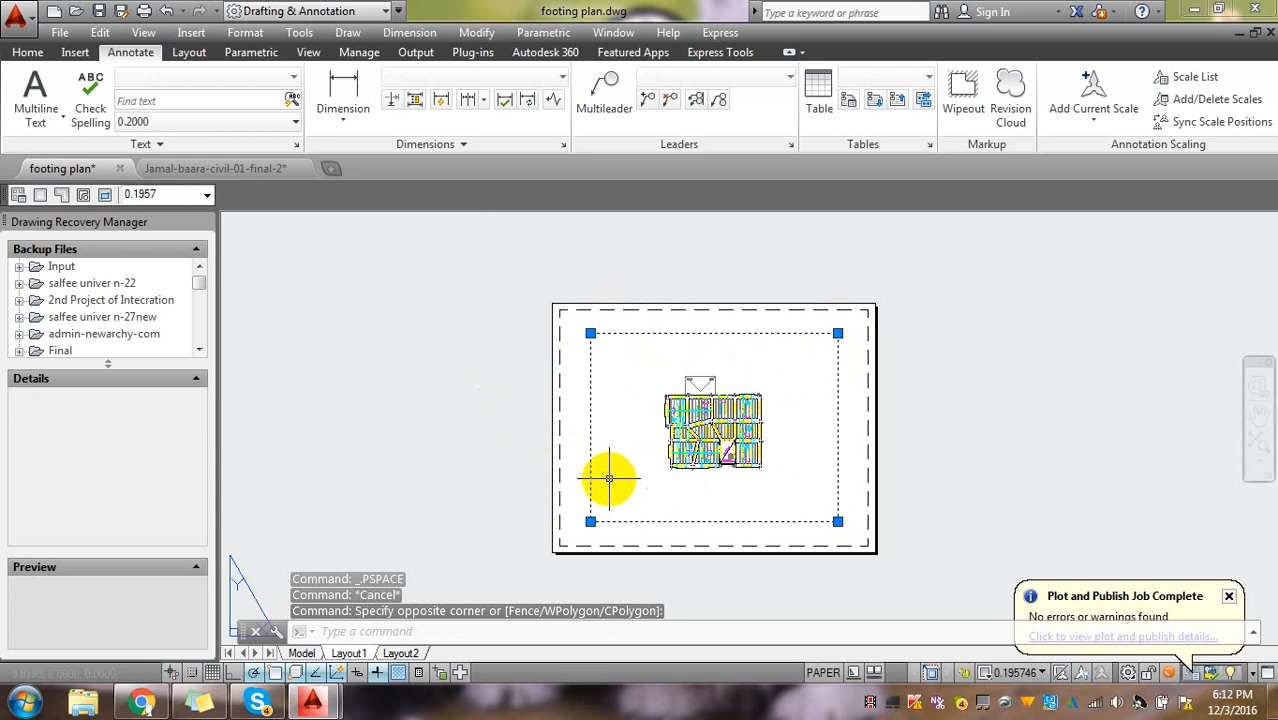 Drafting & Annotation
footing plan.dwg
Type a keyword or phrase
Sign In
File Edit View Insert Format Tools Draw Dimension Modify Parametric Window Help Express
Home Insert Annotate Layout Parametric View Manage Output Plug-ins Autodesk 360 Featured Apps Express Tools
A
Multiline Text
ABC
Check Spelling
Find text
0.2000
Dimension
Multileader
Table
Wipeout
Revision Cloud
Add Current Scale
Scale List
Add/Delete Scales
Sync Scale Positions
Text
Dimensions
Leaders
Tables
Markup
Annotation Scaling
footing plan*
Jamal-baara-civil-01-final-2*
0.1957
Drawing Recovery Manager
Backup Files
Input
salfee univer n-22
2nd Project of Intecration
salfee univer n-27new
admin-newarchy-com
Final
Details
Preview
Y
Command: _.PSPACE
Command: *Cancel*
Command: Specify opposite corner or [Fence/WPolygon/CPolygon]:
Type a command
Plot and Publish Job Complete
No errors or warnings found
Click to view plot and publish details...
Model Layout1 Layout2
PAPER
0.195746
6:12 PM
12/3/2016